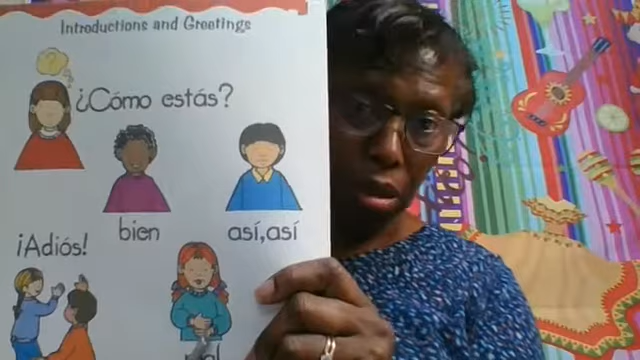 Introductions and Greetings
¿Cómo estás?
bien
así, así
¡Adiós!